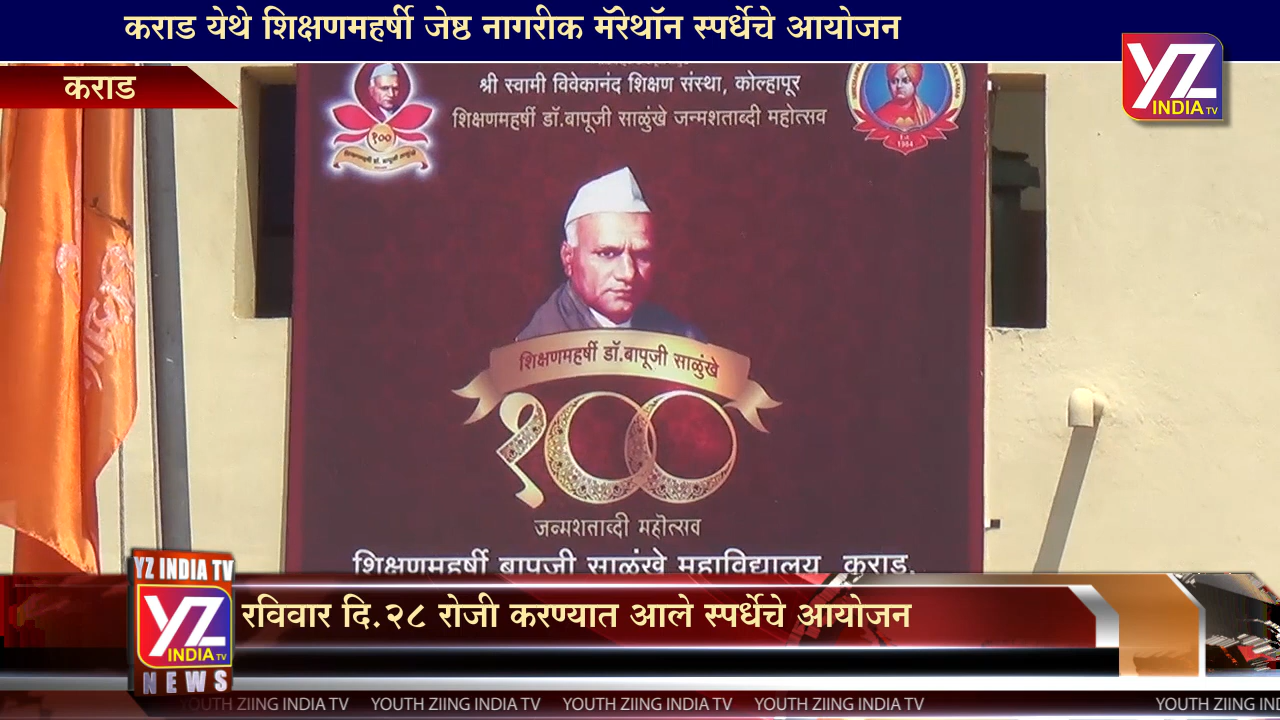 कराड येथे शिक्षणमहर्षी जेष्ठ नागरीक मॅरेथॉन स्पर्धेचे आयोजन
कराड
YZ
INDIA TV
श्री स्वामी विवेकानंद शिक्षण संस्था, कोल्हापूर
शिक्षणमहर्षी डॉ.बापूजी साळुंखे जन्मशताब्दी महोत्सव
१००
1984
शिक्षणमहर्षी डॉ.बापूजी साळुंखे
१००
जन्मशताब्दी महोत्सव
शिक्षणमहर्षी बापूजी साळुंखे महाविद्यालय, कराड.
YZ INDIA TV
YZ
INDIA TV
NEWS
रविवार दि.२८ रोजी करण्यात आले स्पर्धेचे आयोजन
YOUTH ZIING INDIA TV YOUTH ZIING INDIA TV YOUTH ZIING INDIA TV YOUTH ZIING INDIA TV YOUTH ZIING IND